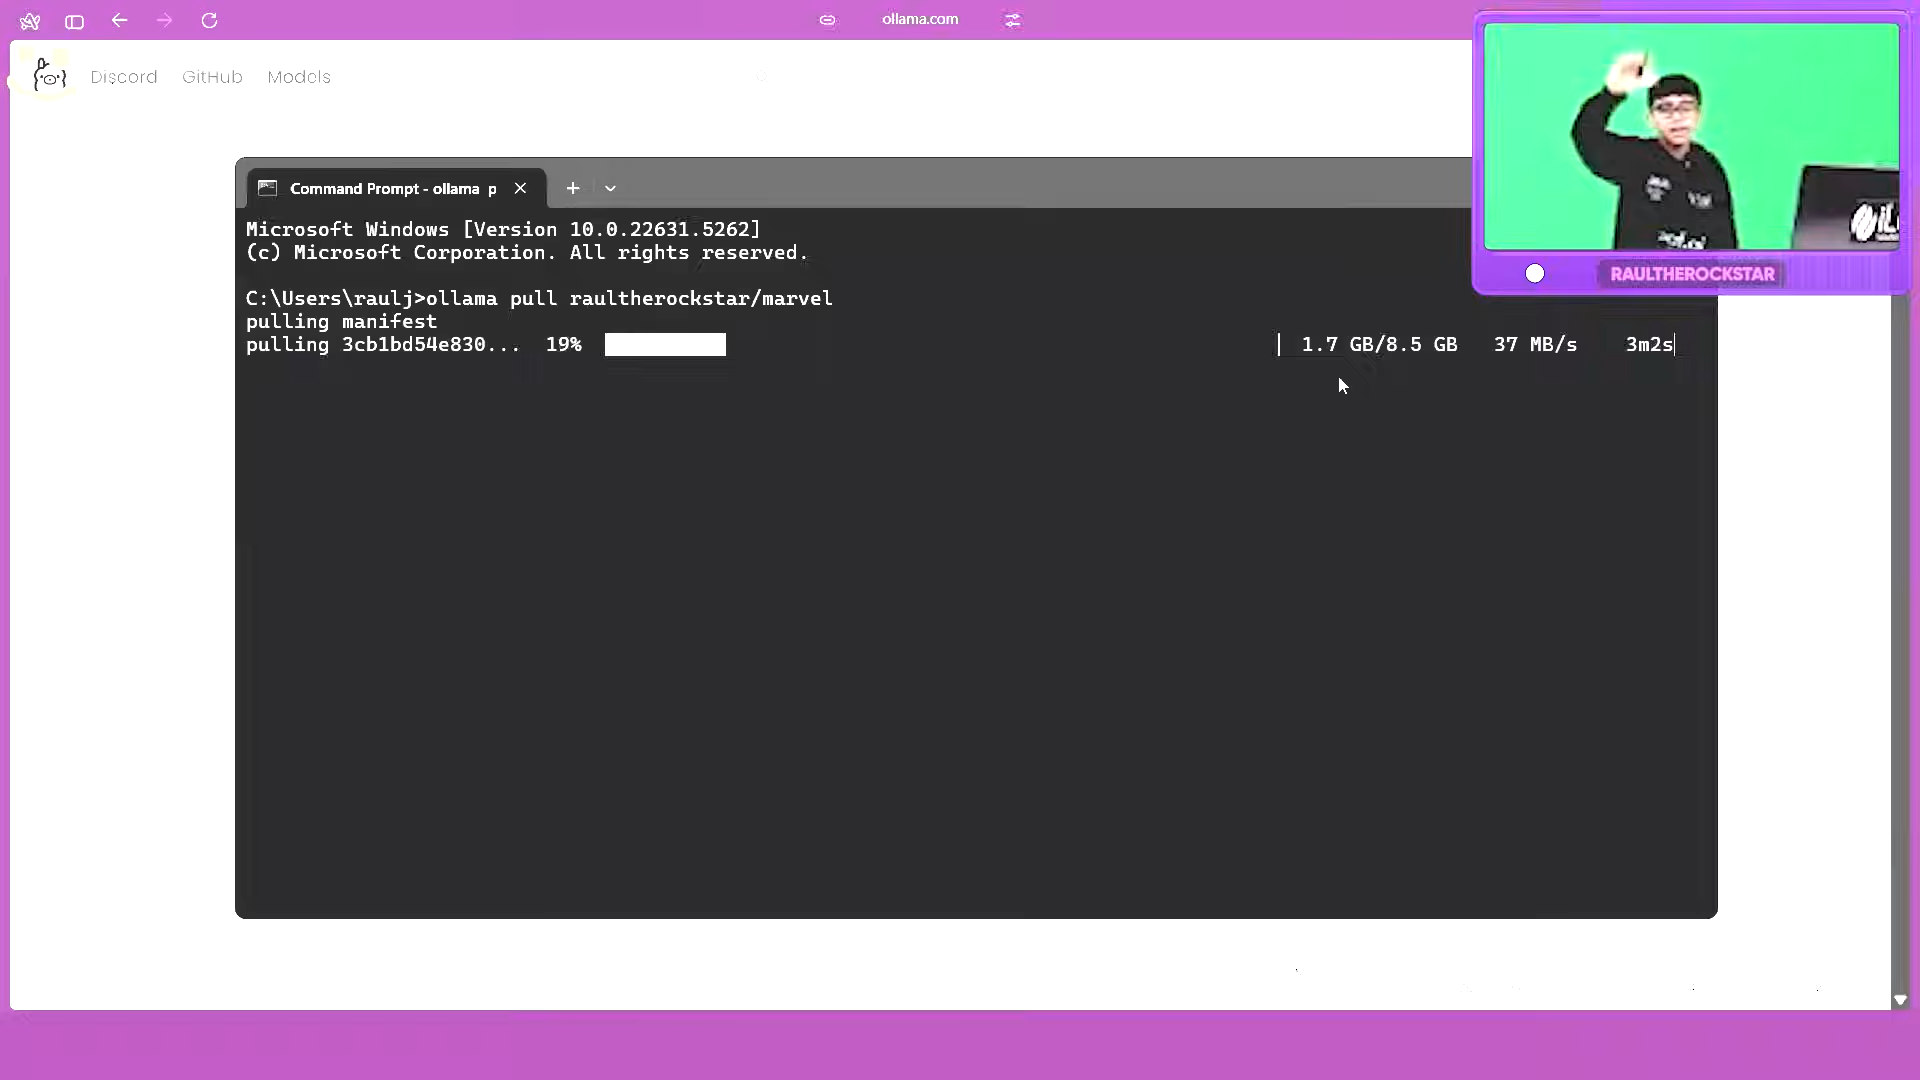 ollama.com
Discord GitHub Models
Command Prompt - ollama p
Microsoft Windows [Version 10.0.22631.5262]
(c) Microsoft Corporation. All rights reserved.
C:\Users\raulj>ollama pull raultherockstar/marvel
pulling manifest
pulling 3cb1bd54e830... 19% 1.7 GB/8.5 GB 37 MB/s 3m2s
RAULTHEROCKSTAR